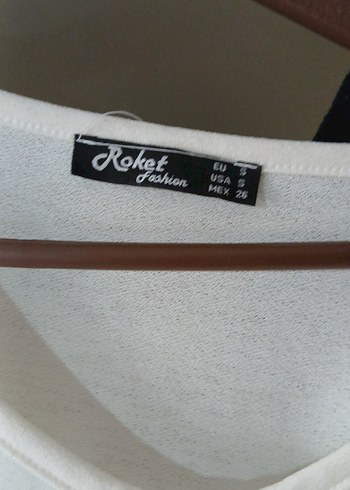 Roket
Fashion
EU S
USA S
MEX 26